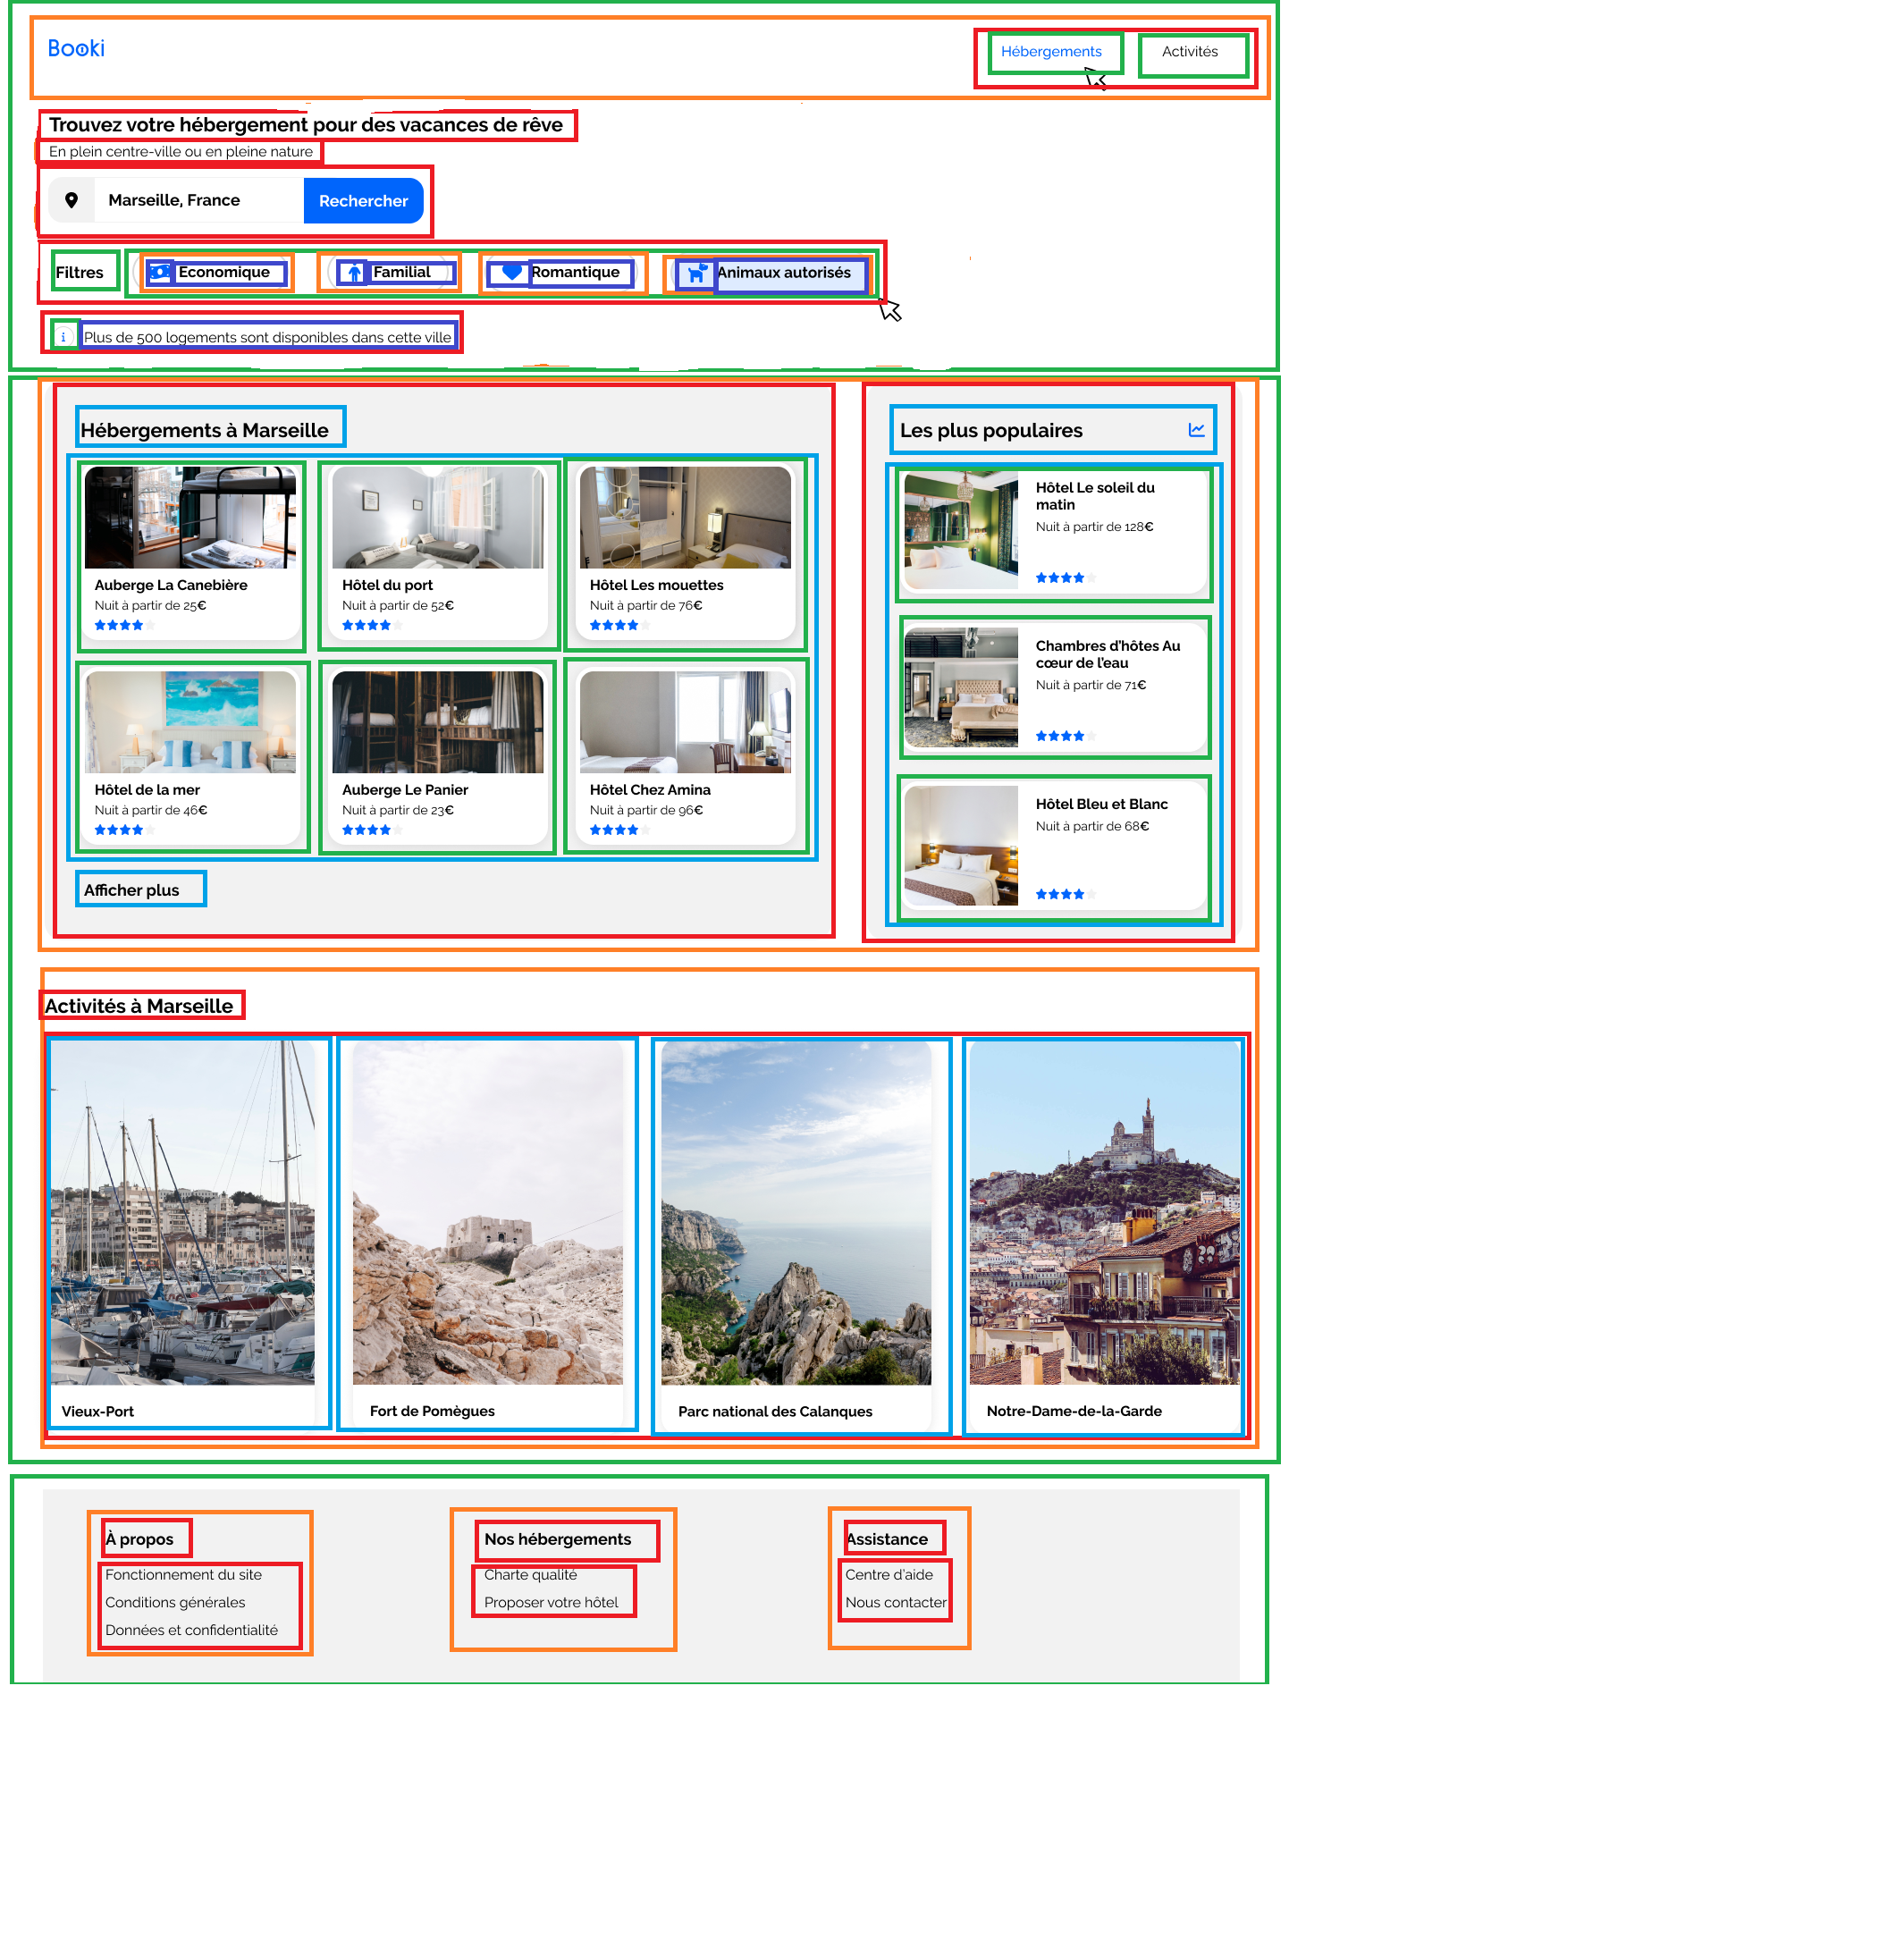 Booki
Hébergements
Activités
Trouvez votre hébergement pour des vacances de rêve
En plein centre-ville ou en pleine nature
Marseille, France
Rechercher
Filtres
Economique
Familial
Romantique
Animaux autorisés
i Plus de 500 logements sont disponibles dans cette ville
Hébergements à Marseille
Auberge La Canebière
Nuit à partir de 25€
Hôtel du port
Nuit à partir de 52€
Hôtel Les mouettes
Nuit à partir de 76€
Hôtel de la mer
Nuit à partir de 46€
Auberge Le Panier
Nuit à partir de 23€
Hôtel Chez Amina
Nuit à partir de 96€
Afficher plus
Les plus populaires
Hôtel Le soleil du
matin
Nuit à partir de 128€
Chambres d'hôtes Au
cœur de l'eau
Nuit à partir de 71€
Hôtel Bleu et Blanc
Nuit à partir de 68€
Activités à Marseille
Vieux-Port
Fort de Pomègues
Parc national des Calanques
Notre-Dame-de-la-Garde
À propos
Fonctionnement du site
Conditions générales
Données et confidentialité
Nos hébergements
Charte qualité
Proposer votre hôtel
Assistance
Centre d'aide
Nous contacter